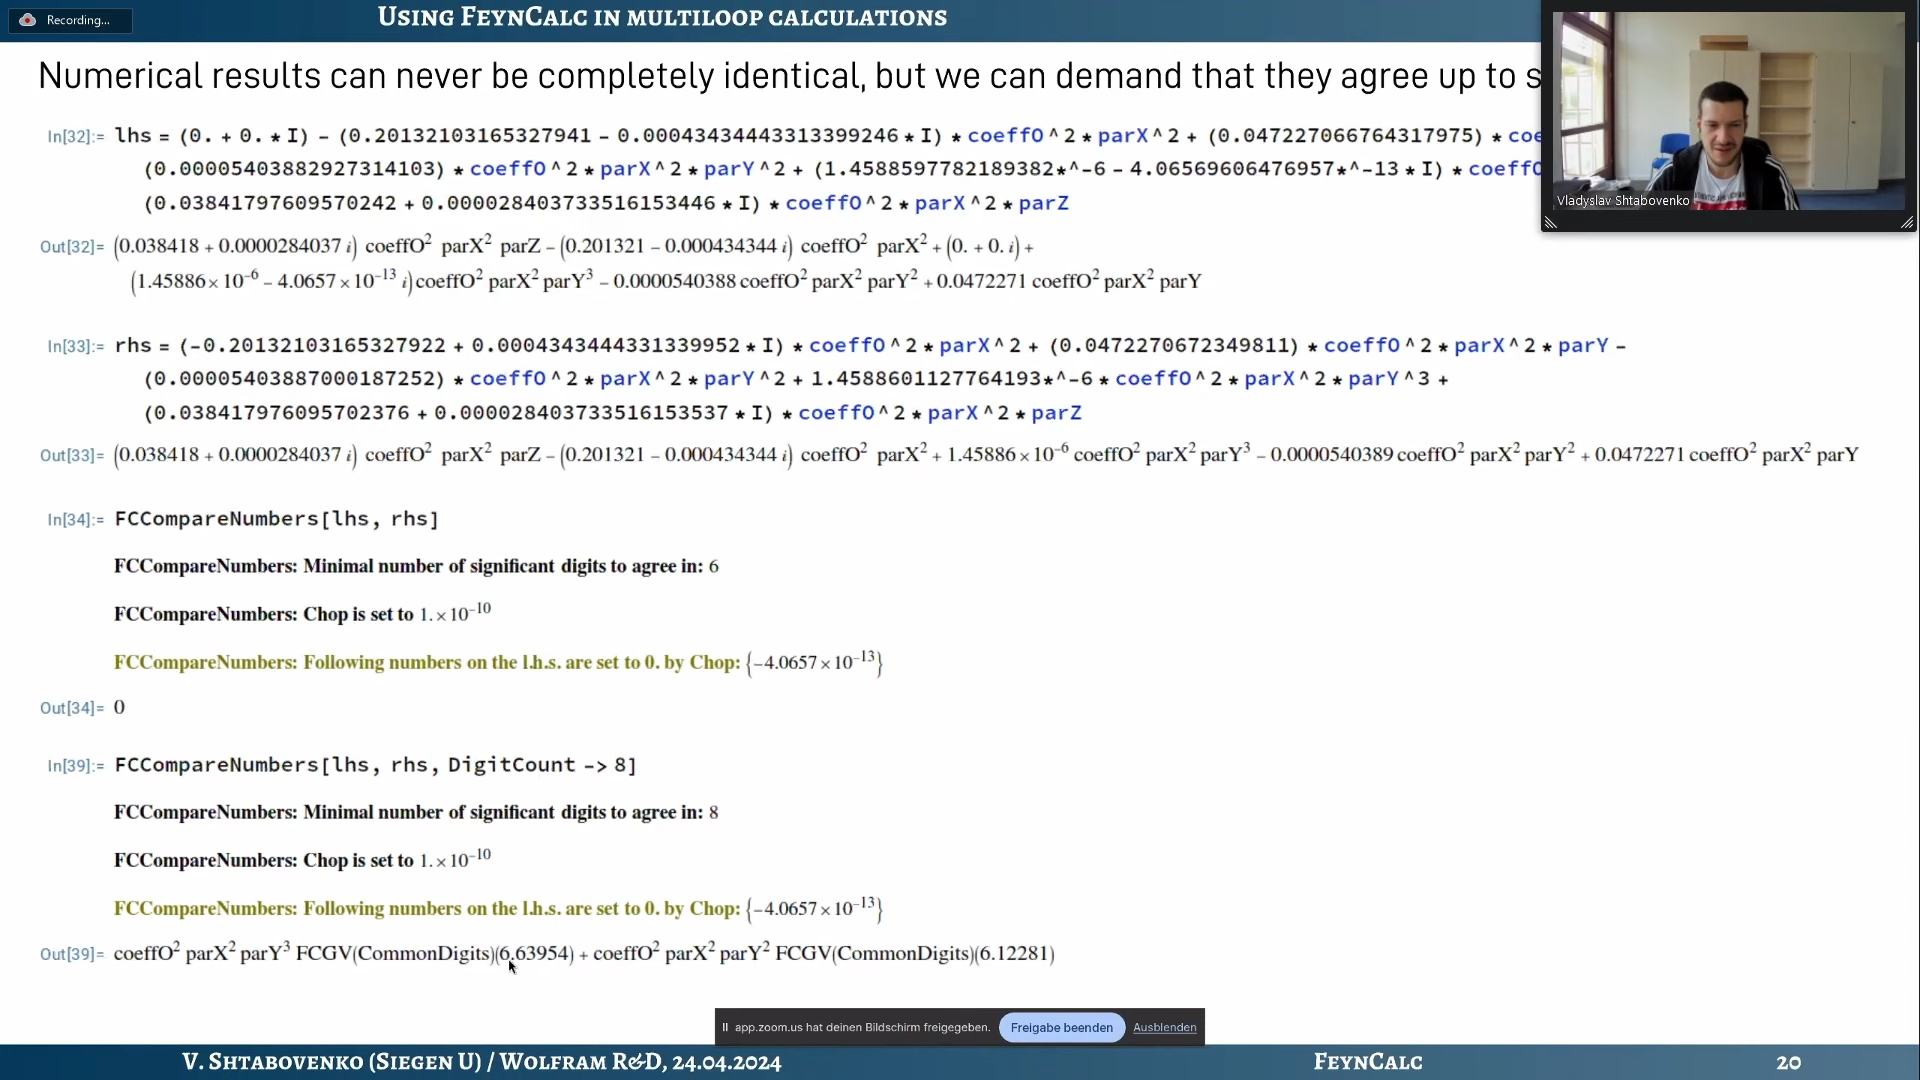 Recording...
Using FeynCalc in multiloop calculations
Numerical results can never be completely identical, but we can demand that they agree up to s
In[32]:= lhs = (0. + 0. * I) - (0.20132103165327941 - 0.00043434443313399246 * I) * coeffO ^ 2 * parX ^ 2 + (0.047227066764317975) * coe
(0.00005403882927314103) * coeffO ^ 2 * parX ^ 2 * parY ^ 2 + (1.4588597782189382*^-6 - 4.06569606476957*^-13 * I) * coeffO
(0.03841797609570242 + 0.000028403733516153446 * I) * coeffO ^ 2 * parX ^ 2 * parZ
Out[32]= (0.038418 + 0.0000284037 i) coeffO² parX² parZ – (0.201321 – 0.000434344 i) coeffO² parX² + (0. + 0. i) +
(1.45886 × 10⁻⁶ – 4.0657 × 10⁻¹³ i) coeffO² parX² parY³ – 0.0000540388 coeffO² parX² parY² + 0.0472271 coeffO² parX² parY
In[33]:= rhs = (-0.20132103165327922 + 0.0004343444331339952 * I) * coeffO ^ 2 * parX ^ 2 + (0.0472270672349811) * coeffO ^ 2 * parX ^ 2 * parY -
(0.00005403887000187252) * coeffO ^ 2 * parX ^ 2 * parY ^ 2 + 1.4588601127764193*^-6 * coeffO ^ 2 * parX ^ 2 * parY ^ 3 +
(0.038417976095702376 + 0.000028403733516153537 * I) * coeffO ^ 2 * parX ^ 2 * parZ
Out[33]= (0.038418 + 0.0000284037 i) coeffO² parX² parZ – (0.201321 – 0.000434344 i) coeffO² parX² + 1.45886 × 10⁻⁶ coeffO² parX² parY³ – 0.0000540389 coeffO² parX² parY² + 0.0472271 coeffO² parX² parY
In[34]:= FCCompareNumbers[lhs, rhs]
FCCompareNumbers: Minimal number of significant digits to agree in: 6
FCCompareNumbers: Chop is set to 1. × 10⁻¹⁰
FCCompareNumbers: Following numbers on the l.h.s. are set to 0. by Chop: {–4.0657 × 10⁻¹³}
Out[34]= 0
In[39]:= FCCompareNumbers[lhs, rhs, DigitCount -> 8]
FCCompareNumbers: Minimal number of significant digits to agree in: 8
FCCompareNumbers: Chop is set to 1. × 10⁻¹⁰
FCCompareNumbers: Following numbers on the l.h.s. are set to 0. by Chop: {–4.0657 × 10⁻¹³}
Out[39]= coeffO² parX² parY³ FCGV(CommonDigits)(6.63954) + coeffO² parX² parY² FCGV(CommonDigits)(6.12281)
Vladyslav Shtabovenko
app.zoom.us hat deinen Bildschirm freigegeben. Freigabe beenden Ausblenden
V. Shtabovenko (Siegen U) / Wolfram R&D, 24.04.2024 FeynCalc 20